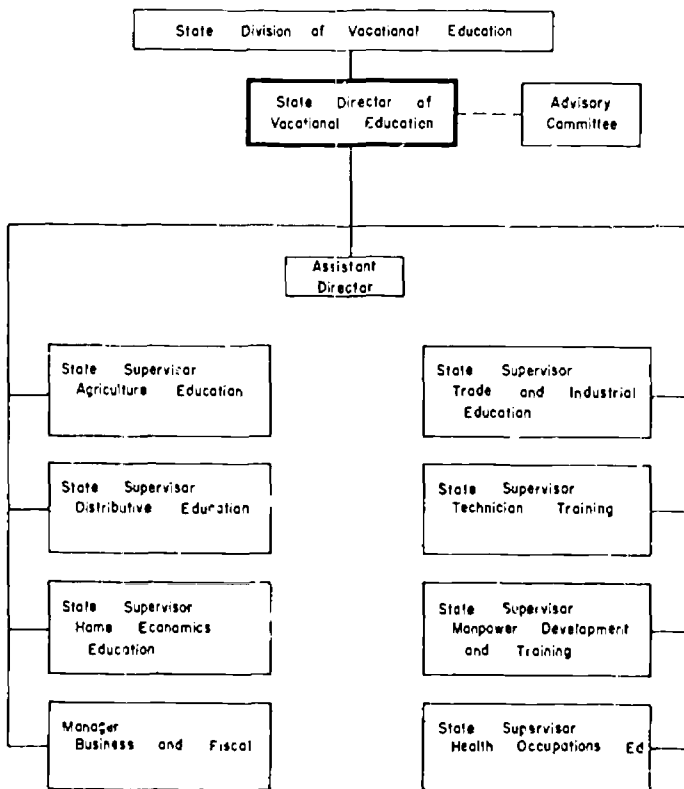 State Division of Vocational Education
State Director of
Vocational Education
Advisory
Committee
Assistant
Director
State Supervisor
Agriculture Education
State Supervisor
Trade and Industrial
Education
State Supervisor
Distributive Education
State Supervisor
Technician Training
State Supervisor
Home Economics
Education
State Supervisor
Manpower Development
and Training
Manager
Business and Fiscal
State Supervisor
Health Occupations Ed